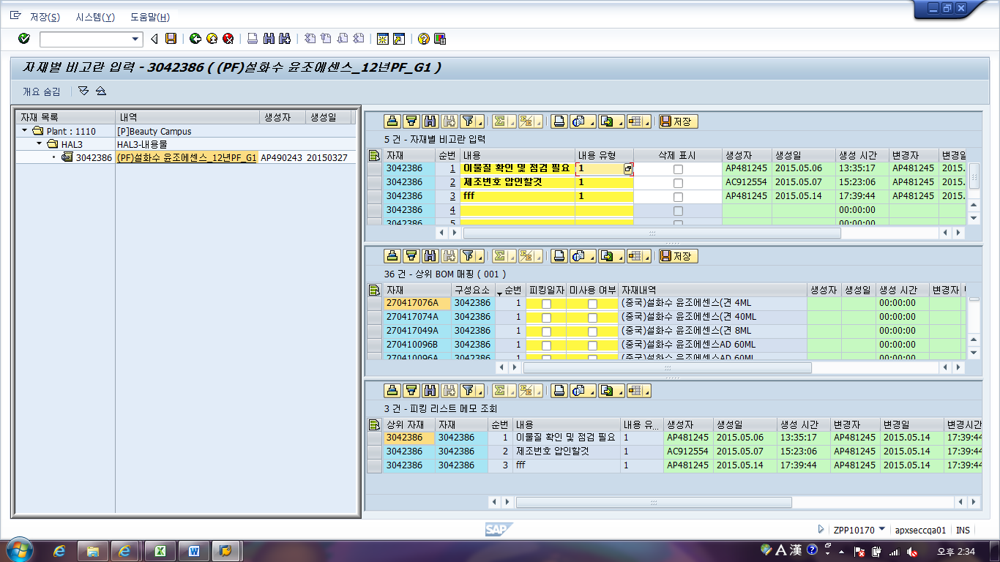 저장(S) 시스템(Y) 도움말(H)
자재별 비고란 입력 - 3042386 ( (PF)설화수 윤조에센스_12년PF_G1 )
개요 숨김
자재 목록 내역 생성자 생성일
Plant : 1110 [P]Beauty Campus
HAL3 HAL3-내용물
3042386 (PF)설화수 윤조에센스_12년PF_G1 AP490243 20150327
저장
5 건 - 자재별 비고란 입력
자재 순번 내용 내용 유형 삭제 표시 생성자 생성일 생성 시간 변경자 변경일
3042386 1 이물질 확인 및 점검 필요 1 AP481245 2015.05.06 13:35:17 AP481245 2015.
3042386 2 제조번호 압인할것 1 AC912554 2015.05.07 15:23:06 AP481245 2015.
3042386 3 fff 1 AP481245 2015.05.14 17:39:44 AP481245 2015.
3042386 4 00:00:00
3042386 5 00:00:00
저장
36 건 - 상위 BOM 매핑 ( 001 )
자재 구성요소 순번 피킹일자 미사용 여부 자재내역 생성자 생성일 생성 시간 변경자
270417076A 3042386 1 (중국)설화수 윤조에센스(견 4ML 00:00:00
270417074A 3042386 1 (중국)설화수 윤조에센스(견 40ML 00:00:00
270417049A 3042386 1 (중국)설화수 윤조에센스(견 8ML 00:00:00
270410096B 3042386 1 (중국)설화수 윤조에센스AD 60ML 00:00:00
270410096A 3042386 1 (중국)설화수 윤조에센스AD 60ML 00:00:00
3 건 - 피킹 리스트 메모 조회
상위 자재 자재 순번 내용 내용 유... 생성자 생성일 생성 시간 변경자 변경일 변경시간
3042386 3042386 1 이물질 확인 및 점검 필요 1 AP481245 2015.05.06 13:35:17 AP481245 2015.05.14 17:39:44
3042386 3042386 2 제조번호 압인할것 1 AC912554 2015.05.07 15:23:06 AP481245 2015.05.14 17:39:44
3042386 3042386 3 fff 1 AP481245 2015.05.14 17:39:44 AP481245 2015.05.14 17:39:44
SAP ZPP10170 apxseccqa01 INS
A 漢 오후 2:34